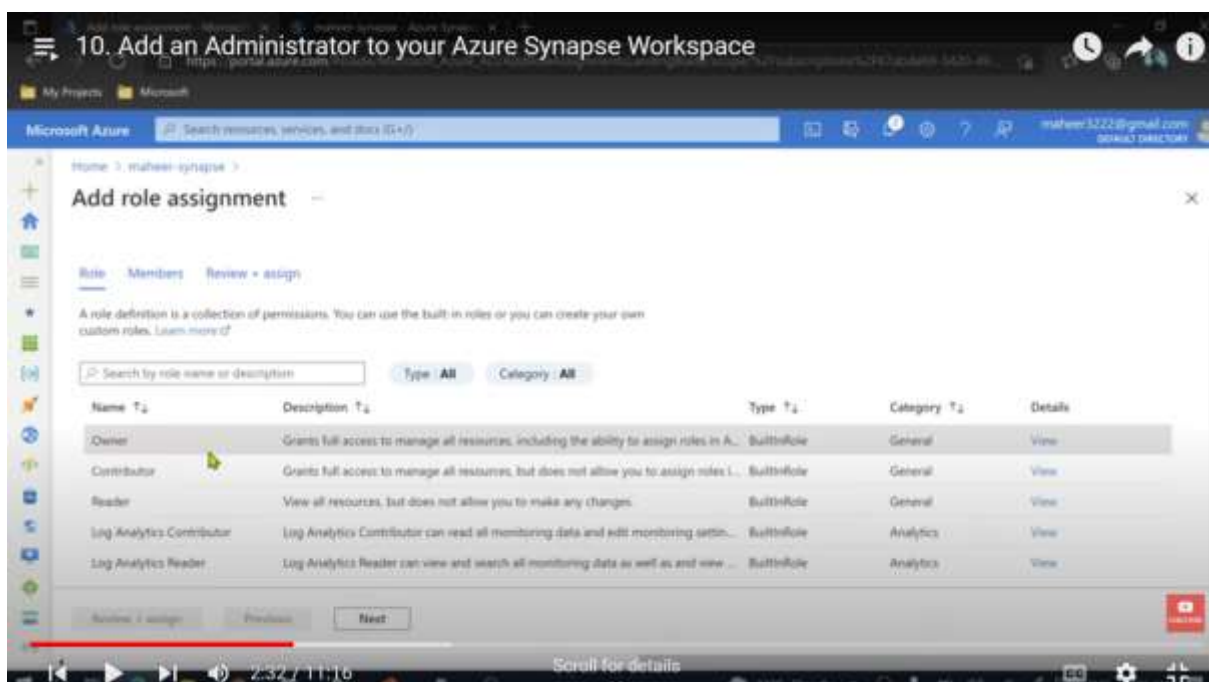 10. Add an Administrator to your Azure Synapse Workspace
My Projects Microsoft
Microsoft Azure Search resources, services, and docs (G+/) maheer3222@gmail.com
DEFAULT DIRECTORY
Home > maheer-synapse >
Add role assignment
Role Members Review + assign
A role definition is a collection of permissions. You can use the built-in roles or you can create your own
custom roles. Learn more
Search by role name or description Type : All Category : All
Name Description Type Category Details
Owner Grants full access to manage all resources, including the ability to assign roles in A... BuiltInRole General View
Contributor Grants full access to manage all resources, but does not allow you to assign roles i... BuiltInRole General View
Reader View all resources, but does not allow you to make any changes. BuiltInRole General View
Log Analytics Contributor Log Analytics Contributor can read all monitoring data and edit monitoring settin... BuiltInRole Analytics View
Log Analytics Reader Log Analytics Reader can view and search all monitoring data as well as and view ... BuiltInRole Analytics View
Review + assign Previous Next
2:32 / 11:16 Scroll for details